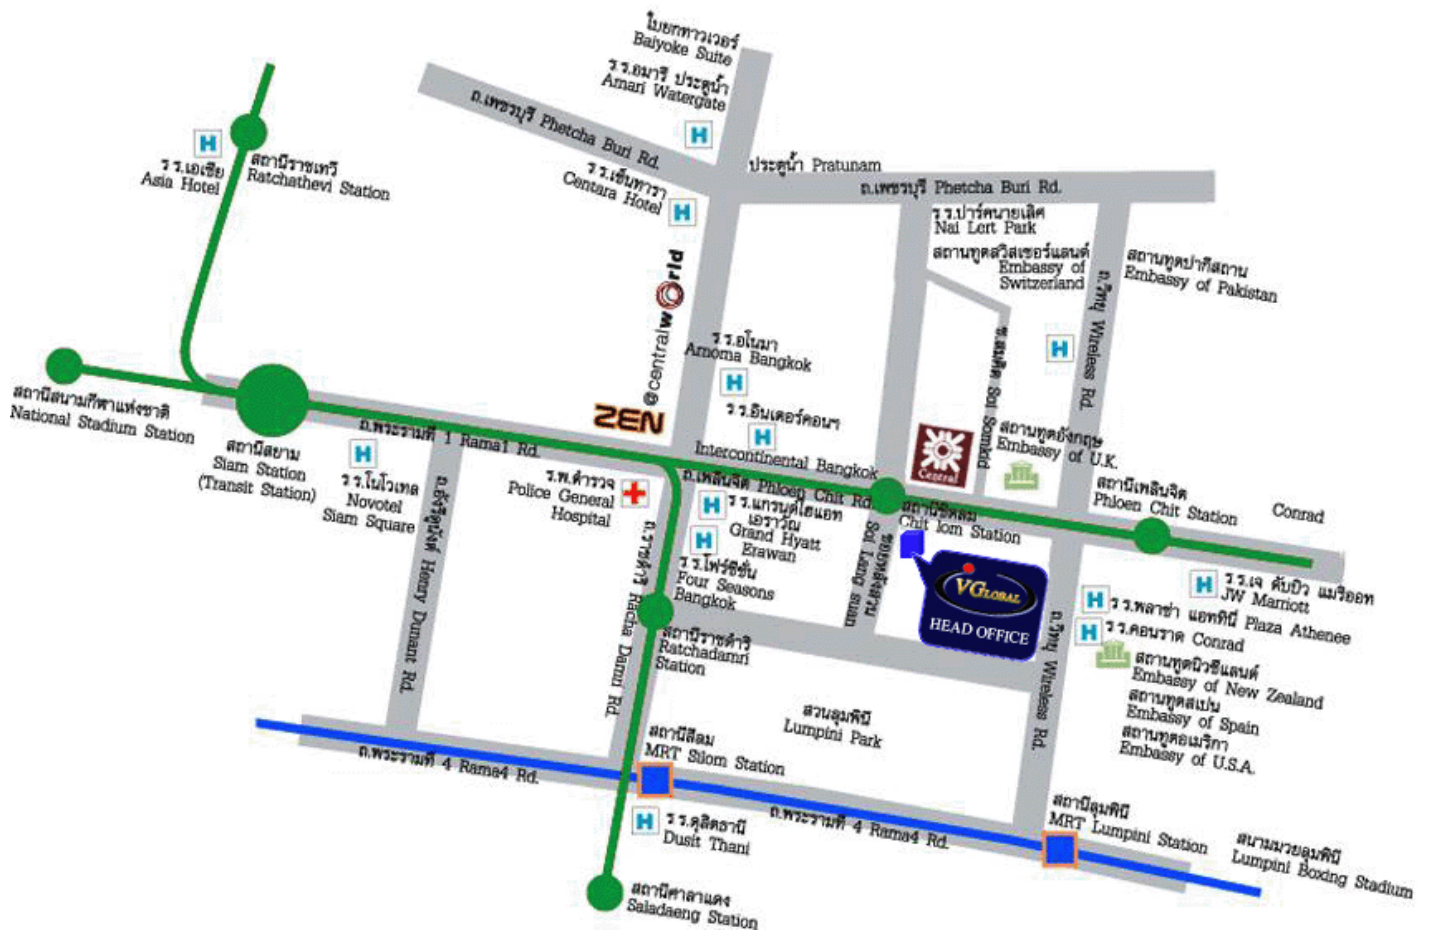 ใบยกทาวเวอร์
Baiyoke Suite
ร.ร.อมารี ประตูน้ำ
Amari Watergate
ถ.เพชรบุรี Phetcha Buri Rd.
ร.ร.เอเชีย
Asia Hotel
สถานีราชเทวี
Ratchathevi Station
ร.ร.เซ็นทารา
Centara Hotel
ประตูน้ำ Pratunam
ถ.เพชรบุรี Phetcha Buri Rd.
ร.ร.ปาร์คนายเลิศ
Nai Lert Park
สถานทูตสวิสเซอร์แลนด์
Embassy of
Switzerland
สถานทูตปากีสถาน
Embassy of Pakistan
ถ.วิทยุ Wireless Rd.
@centralworld
ZEN
ร.ร.อโนมา
Arnoma Bangkok
ร.ร.อินเตอร์คอนฯ
Intercontinental Bangkok
ซ.สมคิด Soi Somkid
Central
สถานทูตอังกฤษ
Embassy of U.K.
สถานีสนามกีฬาแห่งชาติ
National Stadium Station
สถานีสยาม
Siam Station
(Transit Station)
ถ.พระรามที่ 1 Rama1 Rd.
ร.ร.โนโวเทล
Novotel
Siam Square
ถ.อังรีดูนังต์ Henry Dunant Rd.
ร.พ.ตำรวจ
Police General
Hospital
ถ.เพลินจิต Phloen Chit Rd.
ร.ร.แกรนด์ไฮแอท
เอราวัณ
Grand Hyatt
Erawan
ร.ร.โฟร์ซีซั่น
Four Seasons
Bangkok
ถ.ราชดำริ Racha Damri Rd.
สถานีชิดลม
Chit lom Station
ซอยหลังสวน
Soi Lang suan
สถานีเพลินจิต
Phloen Chit Station
Conrad
VGLOBAL
HEAD OFFICE
ร.ร.เจ ดับบิว แมริออท
JW Marriott
ร.ร.พลาซ่า แอททินี Plaza Athenee
ร.ร.คอนราด Conrad
สถานทูตนิวซีแลนด์
Embassy of New Zealand
สถานทูตสเปน
Embassy of Spain
สถานทูตอเมริกา
Embassy of U.S.A.
ถ.วิทยุ Wireless Rd.
สถานีราชดำริ
Ratchadamri
Station
สวนลุมพินี
Lumpini Park
สถานีสีลม
MRT Silom Station
ถ.พระรามที่ 4 Rama4 Rd.
ถ.พระรามที่ 4 Rama4 Rd.
ร.ร.ดุสิตธานี
Dusit Thani
สถานีลุมพินี
MRT Lumpini Station
สนามมวยลุมพินี
Lumpini Boxing Stadium
สถานีศาลาแดง
Saladaeng Station
H
H
H
H
H
H
H
H
H
H
H
H
H